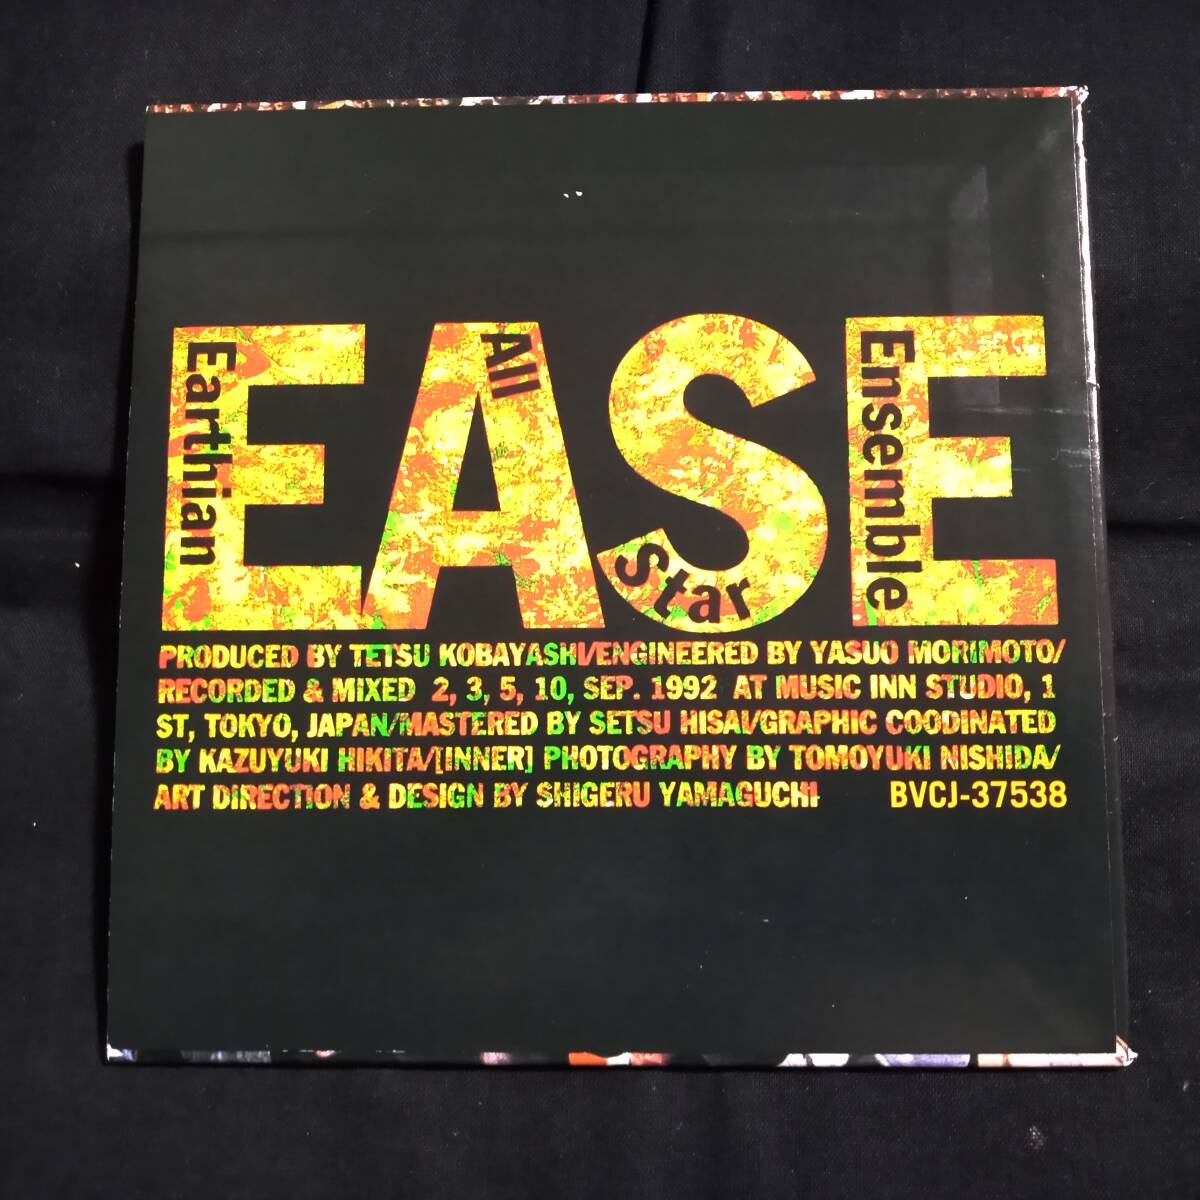 EASE
Earthian
All
Star
Ensemble
PRODUCED BY TETSU KOBAYASHI/ENGINEERED BY YASUO MORIMOTO/
RECORDED & MIXED 2, 3, 5, 10, SEP. 1992 AT MUSIC INN STUDIO, 1
ST, TOKYO, JAPAN/MASTERED BY SETSU HISAI/GRAPHIC COODINATED
BY KAZUYUKI HIKITA/[INNER] PHOTOGRAPHY BY TOMOYUKI NISHIDA/
ART DIRECTION & DESIGN BY SHIGERU YAMAGUCHI BVCJ-37538